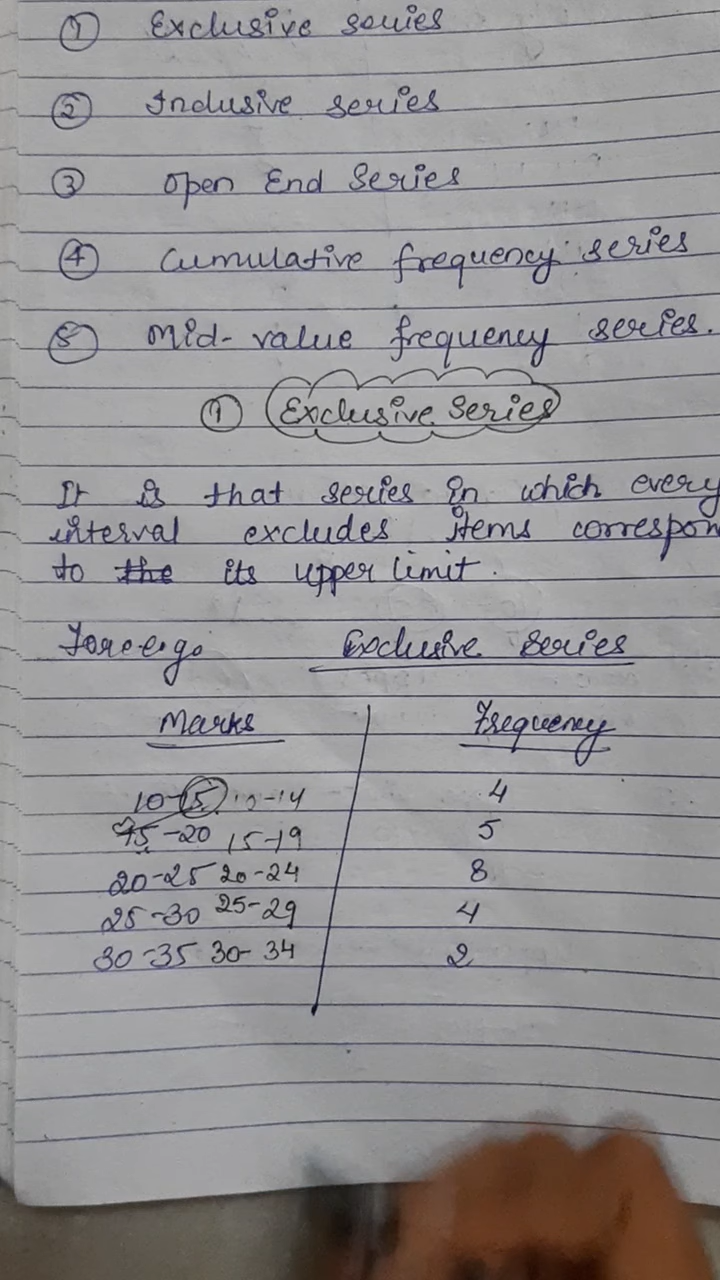 ① Exclusive series
② Inclusive series
③ Open End Series
④ Cumulative frequency series
⑤ Mid-value frequency series.
① Exclusive Series
It is that series in which every
interval excludes items correspon
to the its upper limit.
Exclusive Series
Marks Frequency
10-15 10-14 4
15-20 15-19 5
20-25 20-24 8
25-30 25-29 4
30-35 30-34 2